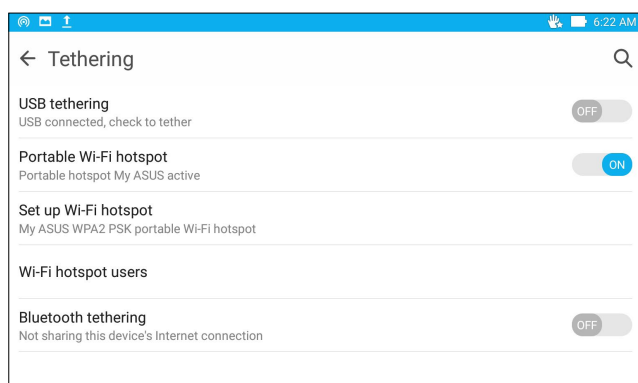 6:22 AM
Tethering
USB tethering
USB connected, check to tether
OFF
Portable Wi-Fi hotspot
Portable hotspot My ASUS active
ON
Set up Wi-Fi hotspot
My ASUS WPA2 PSK portable Wi-Fi hotspot
Wi-Fi hotspot users
Bluetooth tethering
Not sharing this device's Internet connection
OFF